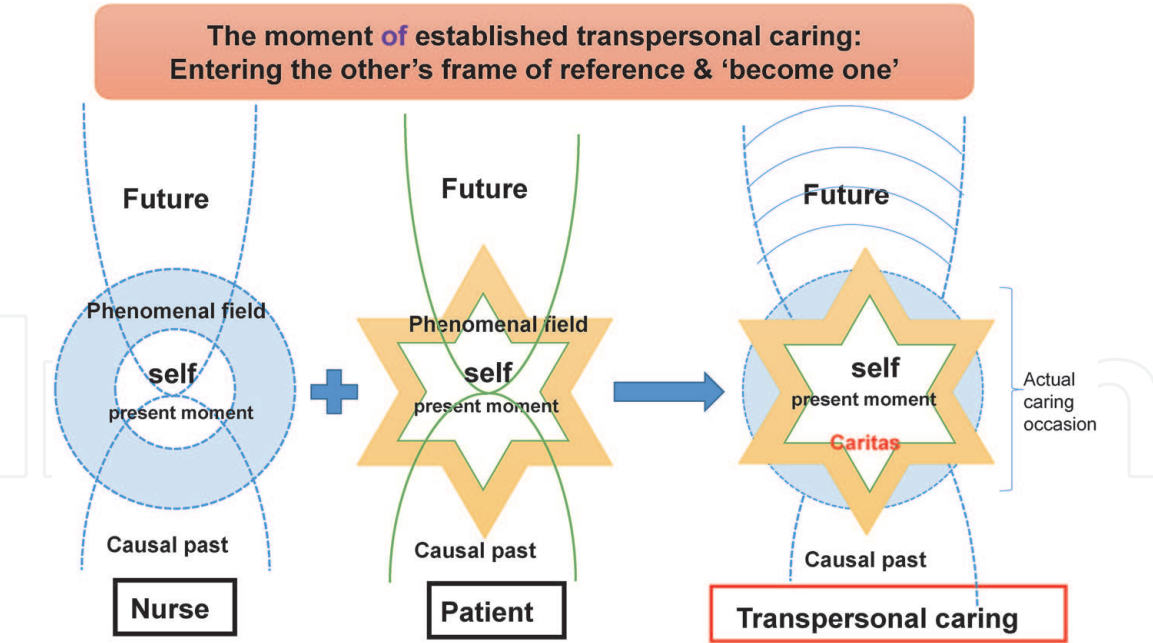 The moment of established transpersonal caring:
Entering the other's frame of reference & 'become one'
Future
Phenomenal field
self
present moment
Causal past
Nurse
Future
Phenomenal field
self
present moment
Causal past
Patient
Future
self
present moment
Caritas
Causal past
Transpersonal caring
Actual
caring
occasion